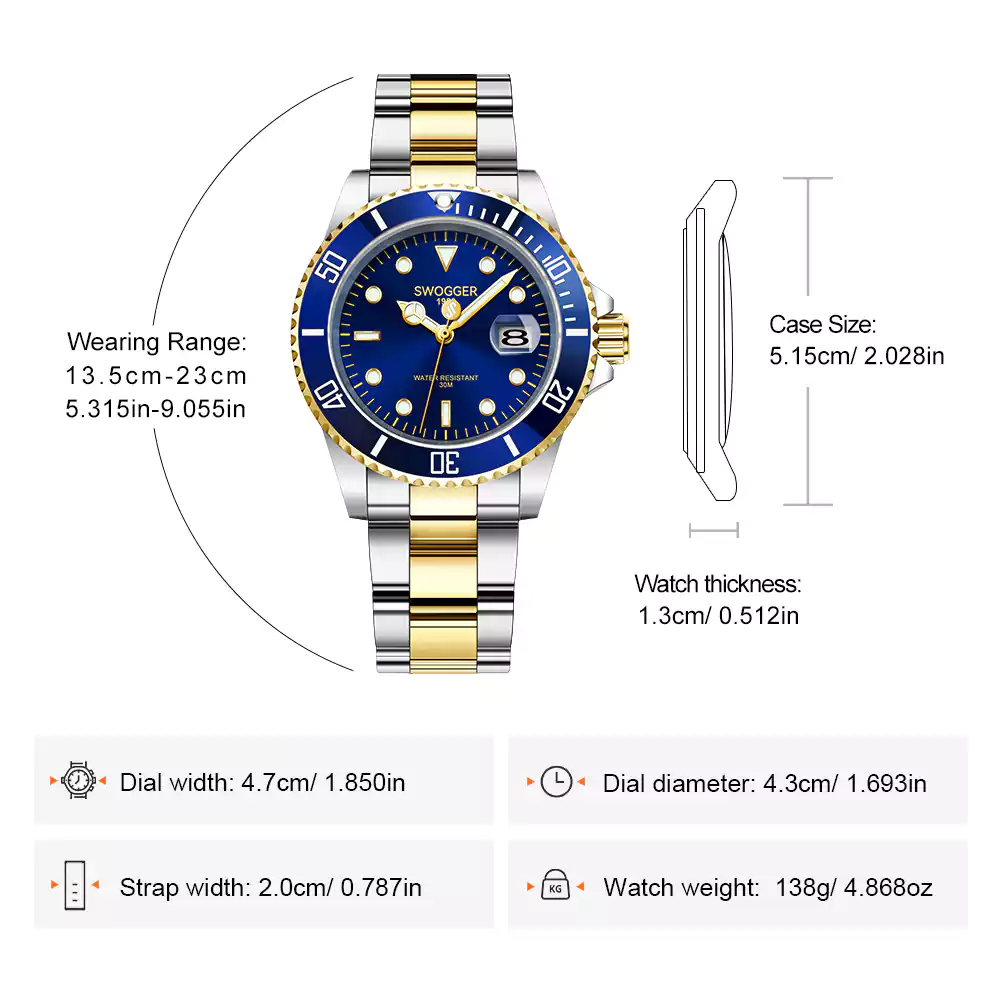 SWOGGER
8
WATER RESISTANT
30M
50
10
40
20
30
Wearing Range:
13.5cm-23cm
5.315in-9.055in
Case Size:
5.15cm/ 2.028in
Watch thickness:
1.3cm/ 0.512in
Dial width: 4.7cm/ 1.850in
Dial diameter: 4.3cm/ 1.693in
Strap width: 2.0cm/ 0.787in
KG
Watch weight: 138g/ 4.868oz